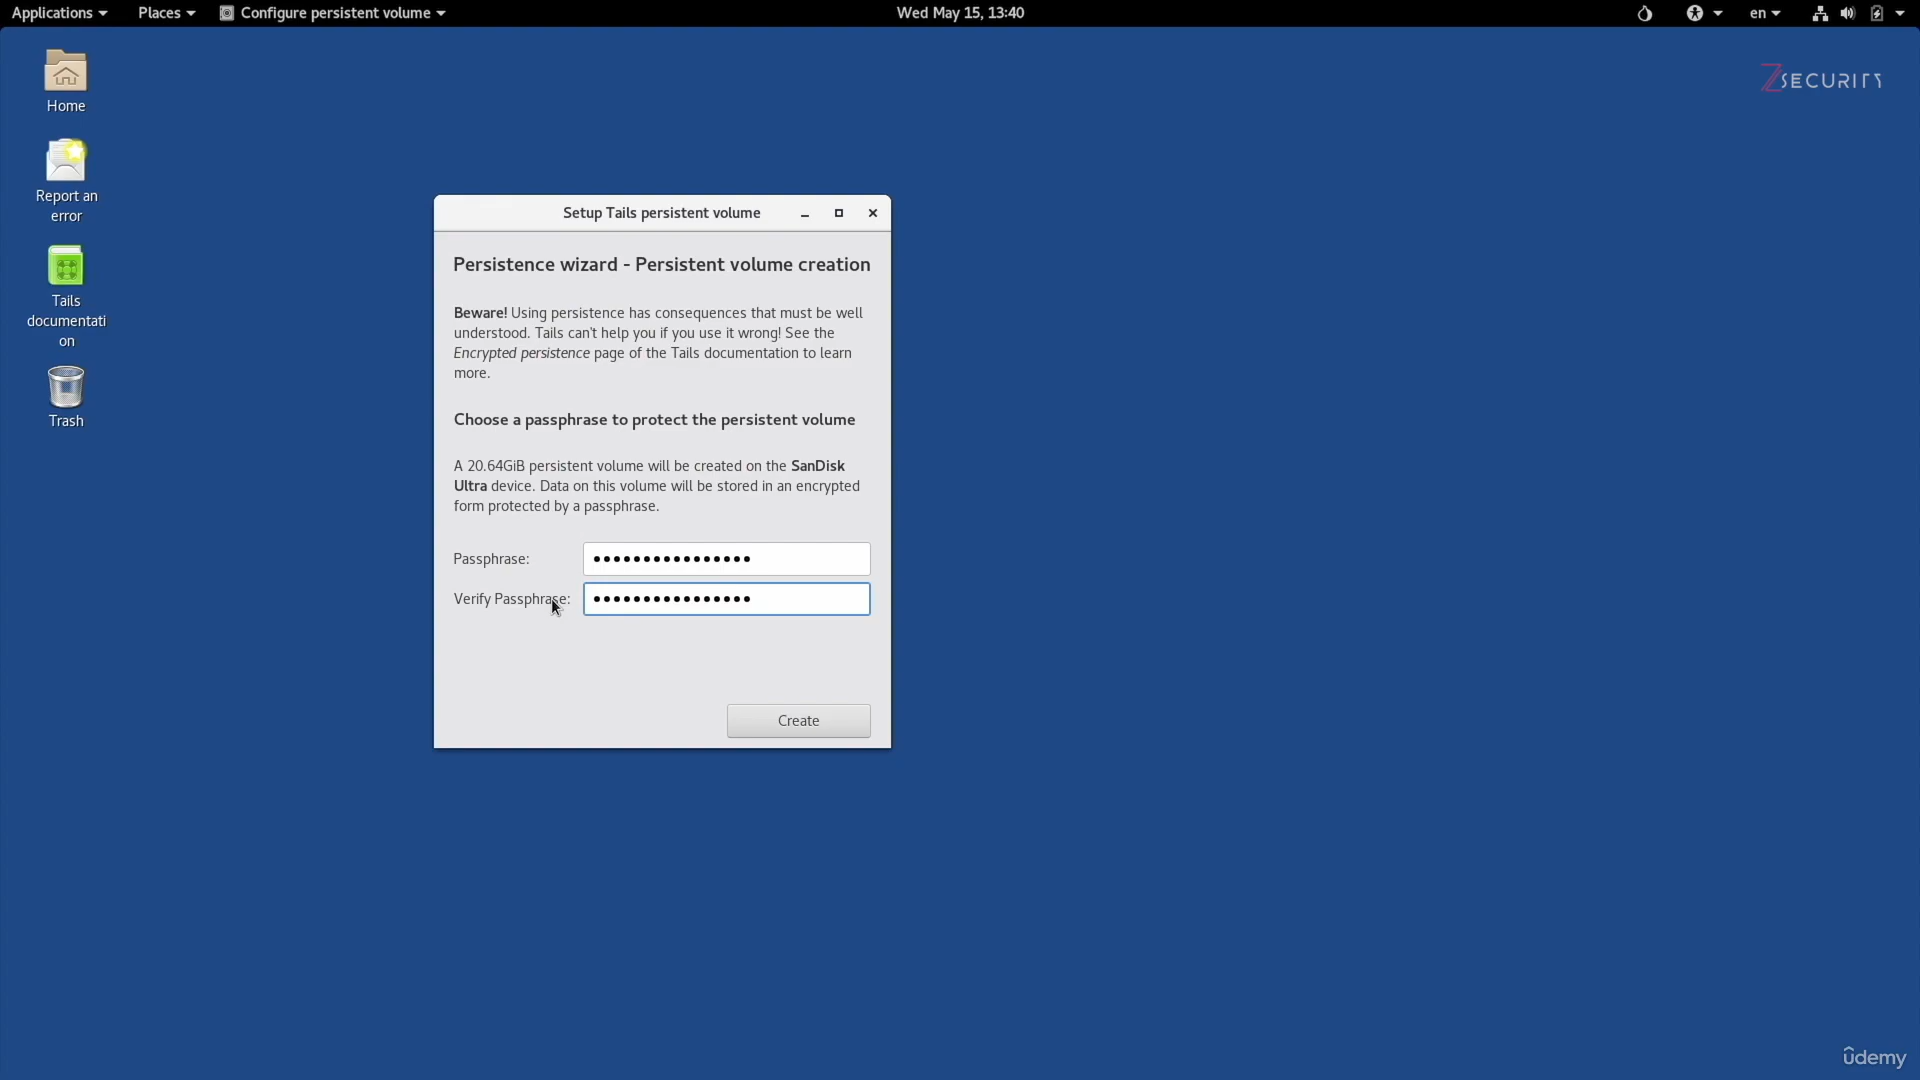 Applications Places Configure persistent volume Wed May 15, 13:40 en
ZSECURITY
Home
Report an
error
Tails
documentati
on
Trash
Setup Tails persistent volume
Persistence wizard - Persistent volume creation
Beware! Using persistence has consequences that must be well
understood. Tails can't help you if you use it wrong! See the
Encrypted persistence page of the Tails documentation to learn
more.
Choose a passphrase to protect the persistent volume
A 20.64GiB persistent volume will be created on the SanDisk
Ultra device. Data on this volume will be stored in an encrypted
form protected by a passphrase.
Passphrase: ••••••••••••••••
Verify Passphrase: ••••••••••••••••
Create
ûdemy